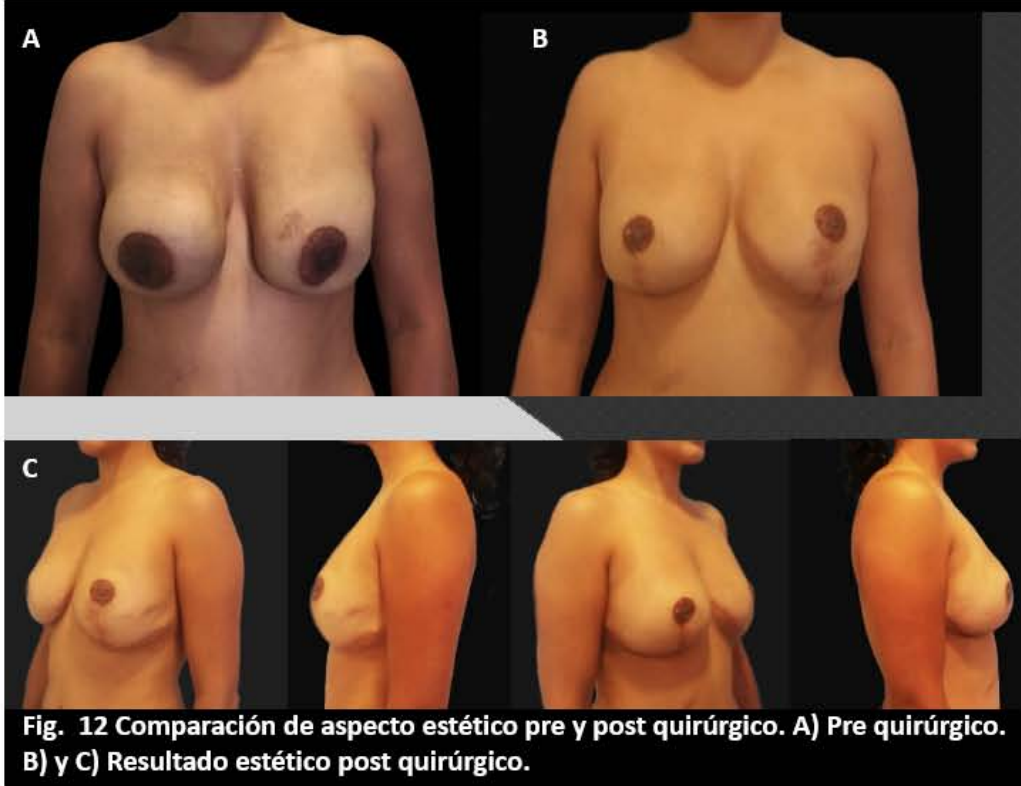 A
B
C
Fig. 12 Comparación de aspecto estético pre y post quirúrgico. A) Pre quirúrgico.
B) y C) Resultado estético post quirúrgico.